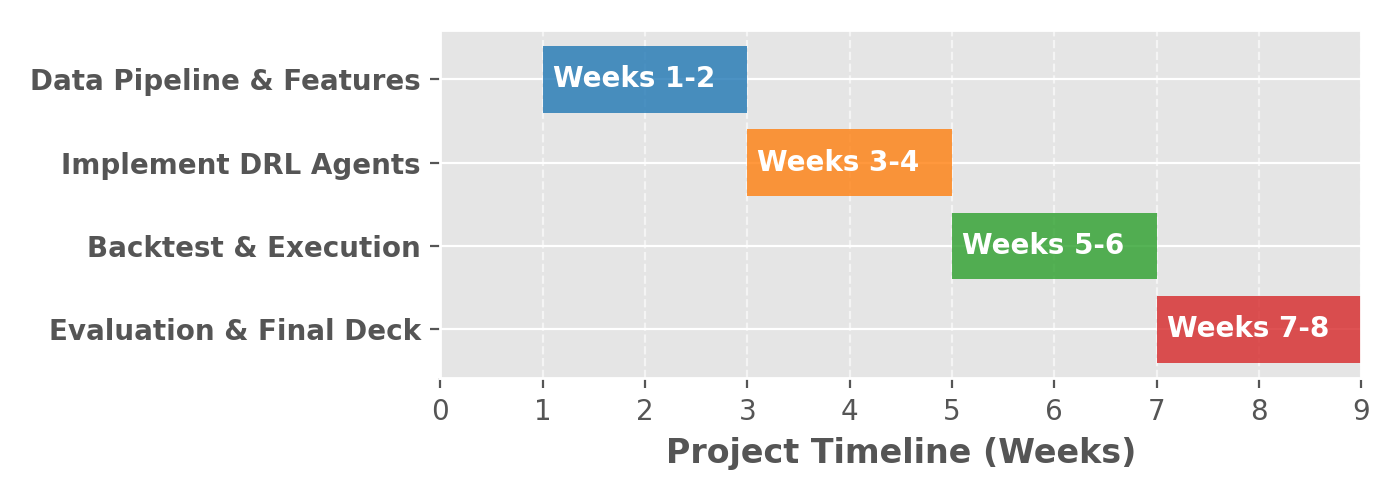 Data Pipeline & Features
Weeks 1-2
Implement DRL Agents
Weeks 3-4
Backtest & Execution
Weeks 5-6
Evaluation & Final Deck
Weeks 7-8
0 1 2 3 4 5 6 7 8 9
Project Timeline (Weeks)